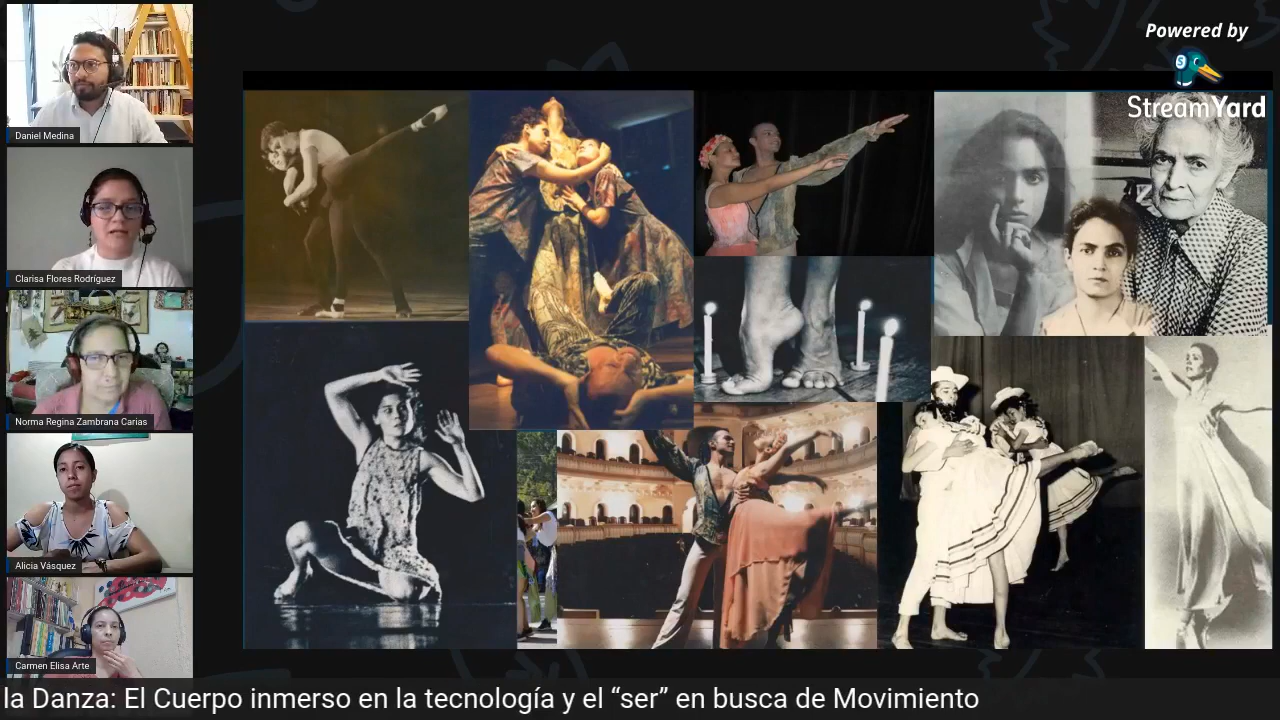 Powered by
StreamYard
Daniel Medina
Clarisa Flores Rodríguez
Norma Regina Zambrana Carias
Alicia Vásquez
Carmen Elisa Arte
la Danza: El Cuerpo inmerso en la tecnología y el “ser” en busca de Movimiento